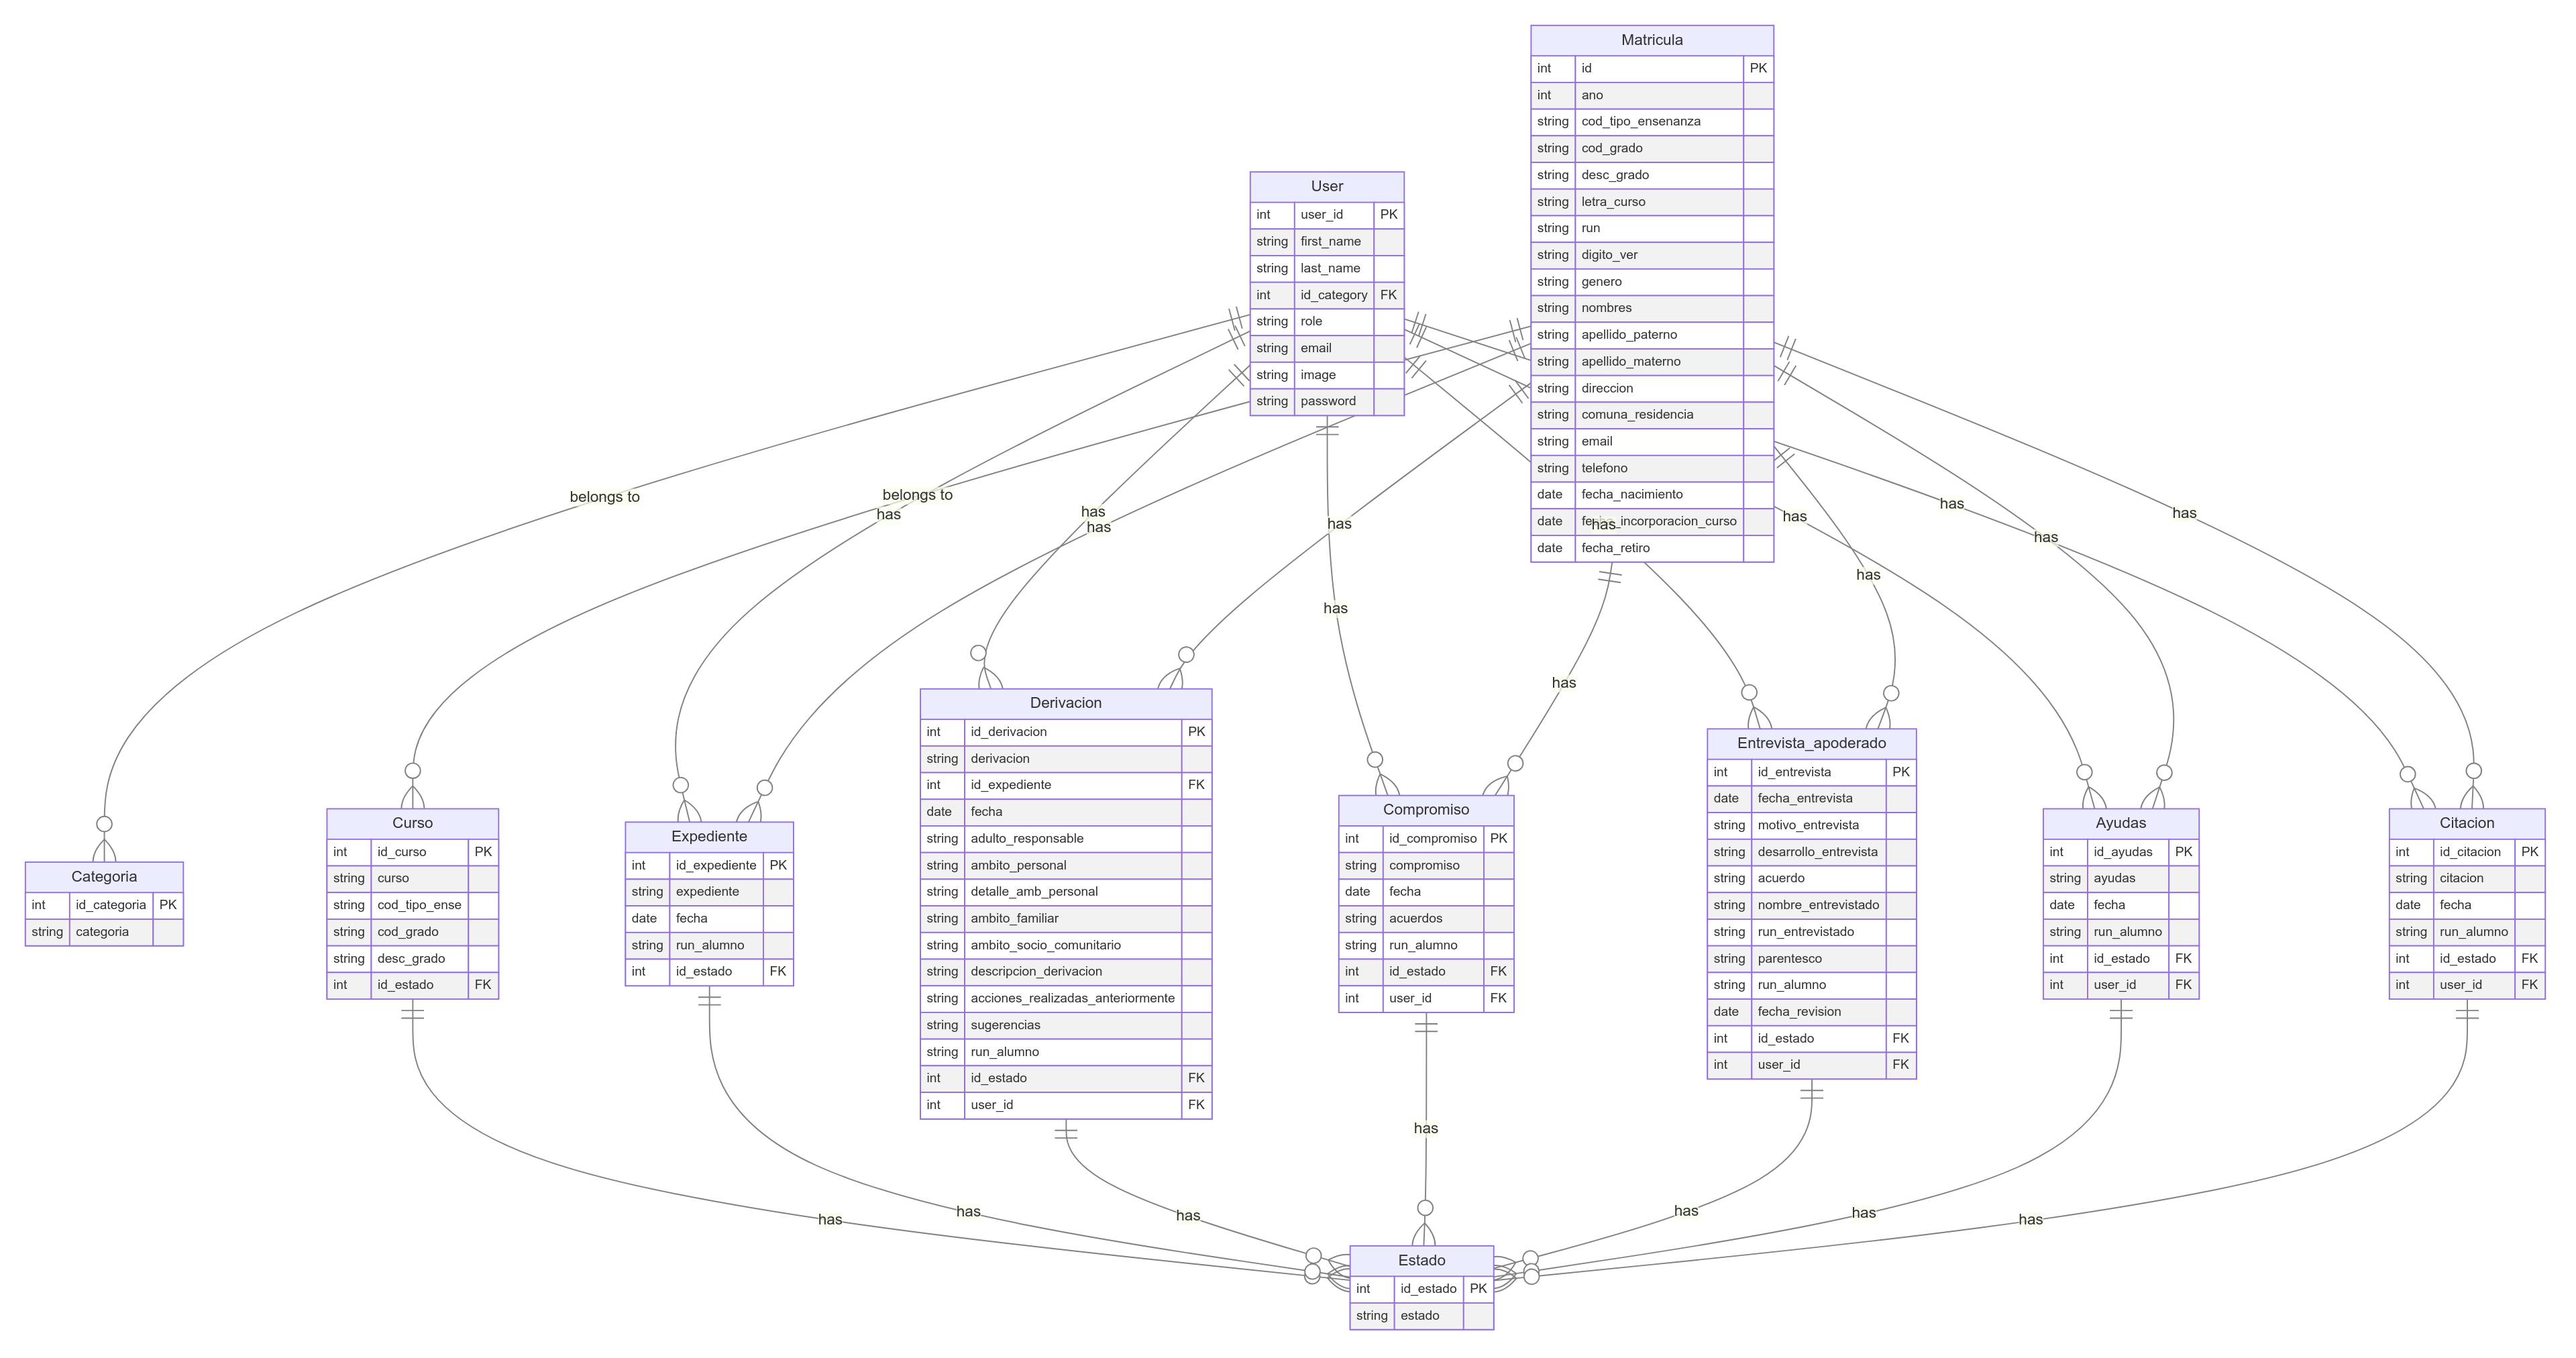 Matricula
int id PK
int ano
string cod_tipo_ensenanza
string cod_grado
string desc_grado
string letra_curso
string run
string digito_ver
string genero
string nombres
string apellido_paterno
string apellido_materno
string direccion
string comuna_residencia
string email
string telefono
date fecha_nacimiento
date fecha_incorporacion_curso
date fecha_retiro
User
int user_id PK
string first_name
string last_name
int id_category FK
string role
string email
string image
string password
belongs to
belongs to
has
has
has
has
has
has
has
has
has
has
has
has
has
Categoria
int id_categoria PK
string categoria
Curso
int id_curso PK
string curso
string cod_tipo_ense
string cod_grado
string desc_grado
int id_estado FK
Expediente
int id_expediente PK
string expediente
date fecha
string run_alumno
int id_estado FK
Derivacion
int id_derivacion PK
string derivacion
int id_expediente FK
date fecha
string adulto_responsable
string ambito_personal
string detalle_amb_personal
string ambito_familiar
string ambito_socio_comunitario
string descripcion_derivacion
string acciones_realizadas_anteriormente
string sugerencias
string run_alumno
int id_estado FK
int user_id FK
Compromiso
int id_compromiso PK
string compromiso
date fecha
string acuerdos
string run_alumno
int id_estado FK
int user_id FK
Entrevista_apoderado
int id_entrevista PK
date fecha_entrevista
string motivo_entrevista
string desarrollo_entrevista
string acuerdo
string nombre_entrevistado
string run_entrevistado
string parentesco
string run_alumno
date fecha_revision
int id_estado FK
int user_id FK
Ayudas
int id_ayudas PK
string ayudas
date fecha
string run_alumno
int id_estado FK
int user_id FK
Citacion
int id_citacion PK
string citacion
date fecha
string run_alumno
int id_estado FK
int user_id FK
has
has
has
has
has
has
has
Estado
int id_estado PK
string estado